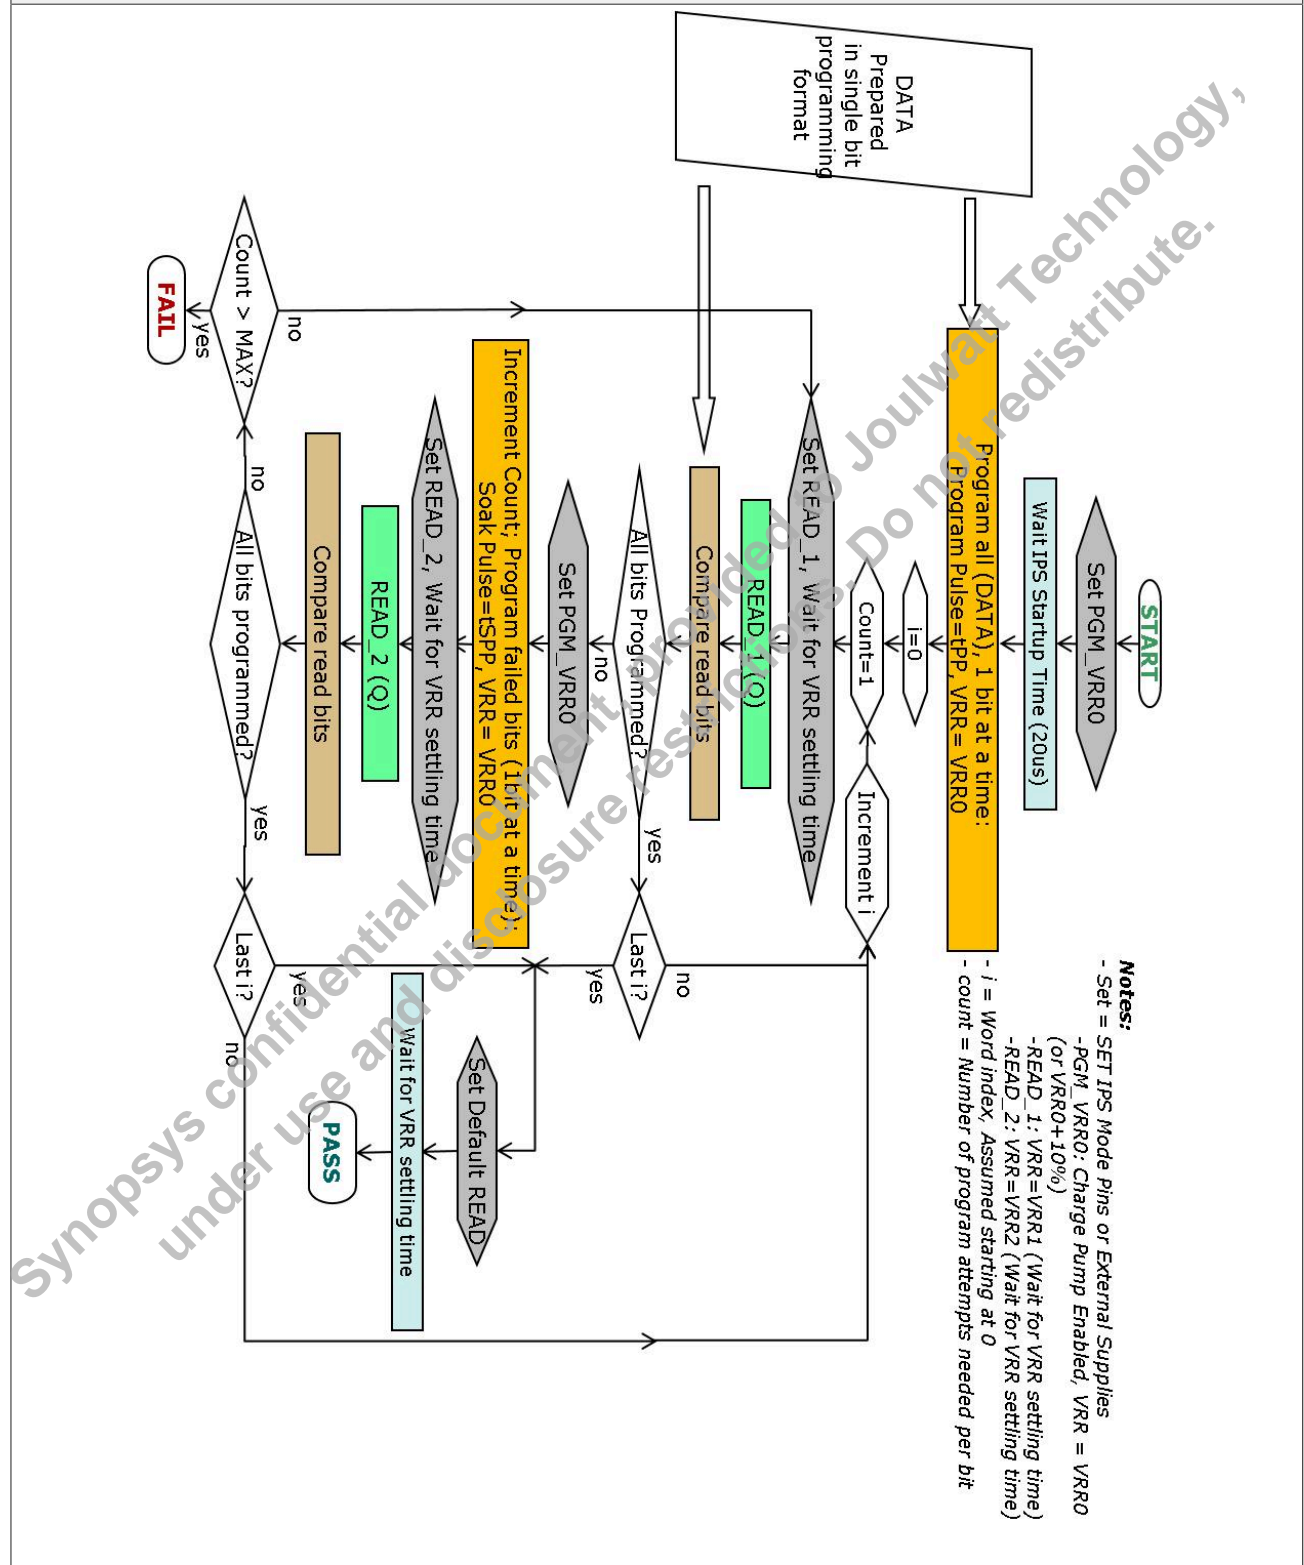 START
Set PGM_VRR0
Wait IPS Startup Time (20us)
Program all (DATA), 1 bit at a time:
Program Pulse=tPP, VRR= VRR0
i=0
Count=1
Increment i
Set READ_1, Wait for VRR settling time
READ_1 (Q)
Compare read bits
All bits Programmed?
yes
no
Last i?
no
yes
Set PGM_VRR0
Increment Count; Program failed bits (1bit at a time);
Soak Pulse=tSPP, VRR= VRR0
Set READ_2, Wait for VRR settling time
READ_2 (Q)
Compare read bits
All bits programmed?
no
yes
Last i?
yes
no
Count > MAX?
no
yes
FAIL
Set Default READ
Wait for VRR settling time
PASS
DATA
Prepared
in single bit
programming
format
Notes:
- Set = SET IPS Mode Pins or External Supplies
-PGM_VRR0: Charge Pump Enabled, VRR = VRR0
(or VRR0+10%)
-READ_1: VRR=VRR1 (Wait for VRR settling time)
-READ_2: VRR=VRR2 (Wait for VRR settling time)
- i = Word index, Assumed starting at 0
- count = Number of program attempts needed per bit
Synopsys confidential document, provided to Joulwatt Technology,
under use and disclosure restrictions. Do not redistribute.